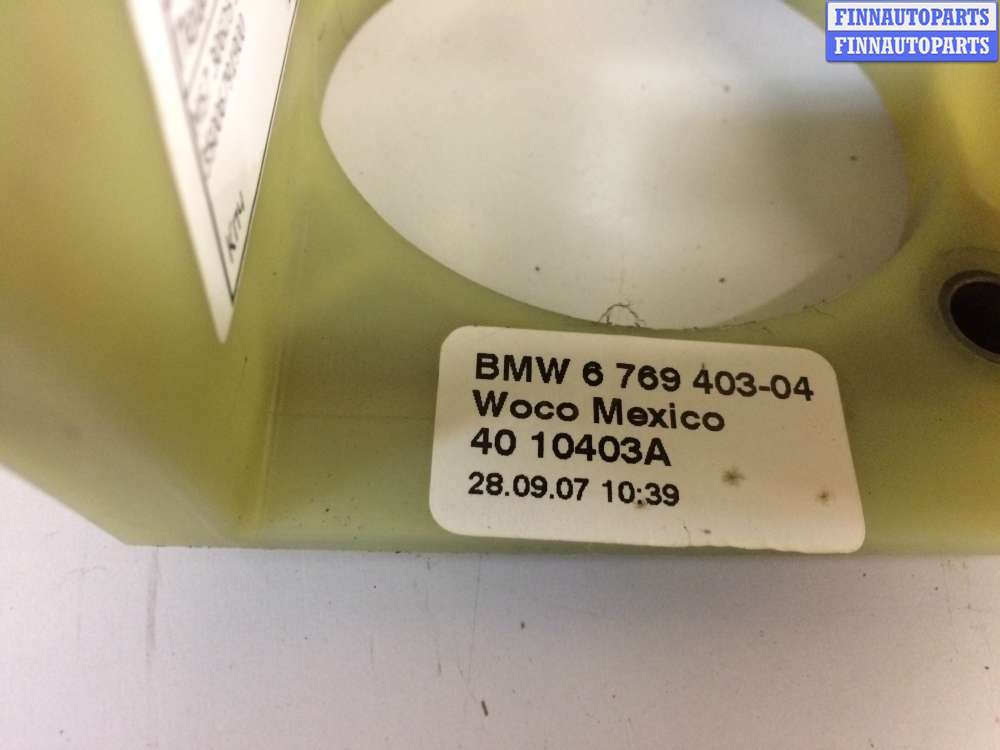 FINNAUTOPARTS
FINNAUTOPARTS
BMW 6 769 403-04
Woco Mexico
40 10403A
28.09.07 10:39